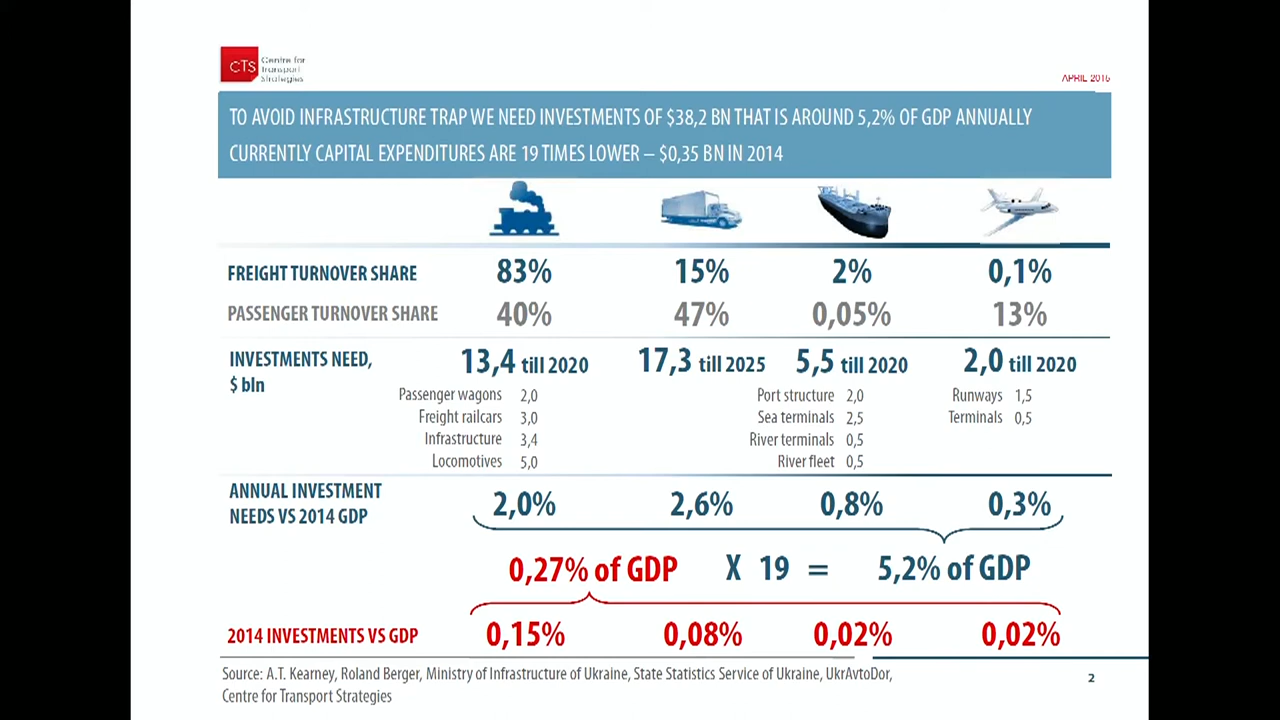 CTS Centre for
Transport
Strategies
APRIL 2015
TO AVOID INFRASTRUCTURE TRAP WE NEED INVESTMENTS OF $38,2 BN THAT IS AROUND 5,2% OF GDP ANNUALLY
CURRENTLY CAPITAL EXPENDITURES ARE 19 TIMES LOWER – $0,35 BN IN 2014
FREIGHT TURNOVER SHARE 83% 15% 2% 0,1%
PASSENGER TURNOVER SHARE 40% 47% 0,05% 13%
INVESTMENTS NEED, 13,4 till 2020 17,3 till 2025 5,5 till 2020 2,0 till 2020
$ bln
Passenger wagons 2,0 Port structure 2,0 Runways 1,5
Freight railcars 3,0 Sea terminals 2,5 Terminals 0,5
Infrastructure 3,4 River terminals 0,5
Locomotives 5,0 River fleet 0,5
ANNUAL INVESTMENT
NEEDS VS 2014 GDP 2,0% 2,6% 0,8% 0,3%
0,27% of GDP X 19 = 5,2% of GDP
2014 INVESTMENTS VS GDP 0,15% 0,08% 0,02% 0,02%
Source: A.T. Kearney, Roland Berger, Ministry of Infrastructure of Ukraine, State Statistics Service of Ukraine, UkrAvtoDor,
Centre for Transport Strategies
2